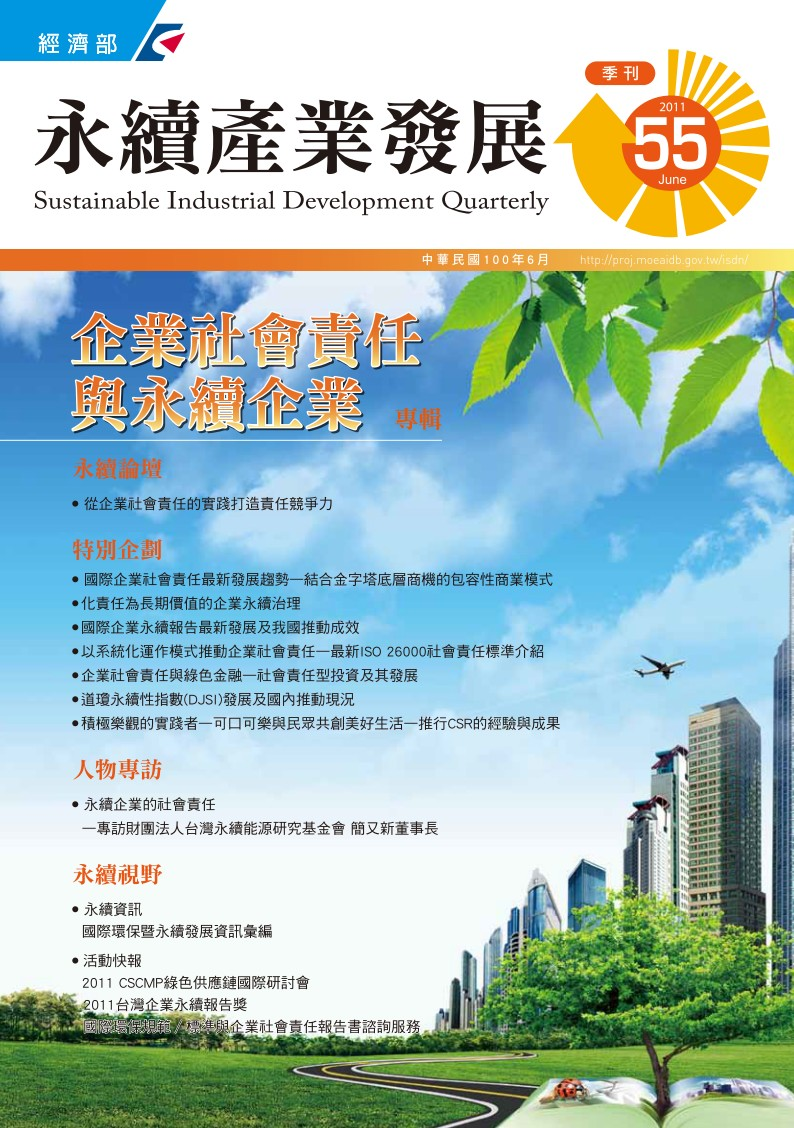 經濟部
季刊
2011
55
June
永續產業發展
Sustainable Industrial Development Quarterly
中華民國100年6月
http://proj.moeaidb.gov.tw/isdn/
企業社會責任
與永續企業 專輯
永續論壇
● 從企業社會責任的實踐打造責任競爭力
特別企劃
● 國際企業社會責任最新發展趨勢—結合金字塔底層商機的包容性商業模式
●化責任為長期價值的企業永續治理
●國際企業永續報告最新發展及我國推動成效
●以系統化運作模式推動企業社會責任—最新ISO 26000社會責任標準介紹
●企業社會責任與綠色金融—社會責任型投資及其發展
●道瓊永續性指數(DJSI)發展及國內推動現況
●積極樂觀的實踐者—可口可樂與民眾共創美好生活—推行CSR的經驗與成果
人物專訪
● 永續企業的社會責任
—專訪財團法人台灣永續能源研究基金會 簡又新董事長
永續視野
● 永續資訊
國際環保暨永續發展資訊彙編
● 活動快報
2011 CSCMP綠色供應鏈國際研討會
2011台灣企業永續報告獎
國際環保規範 / 標準與企業社會責任報告書諮詢服務